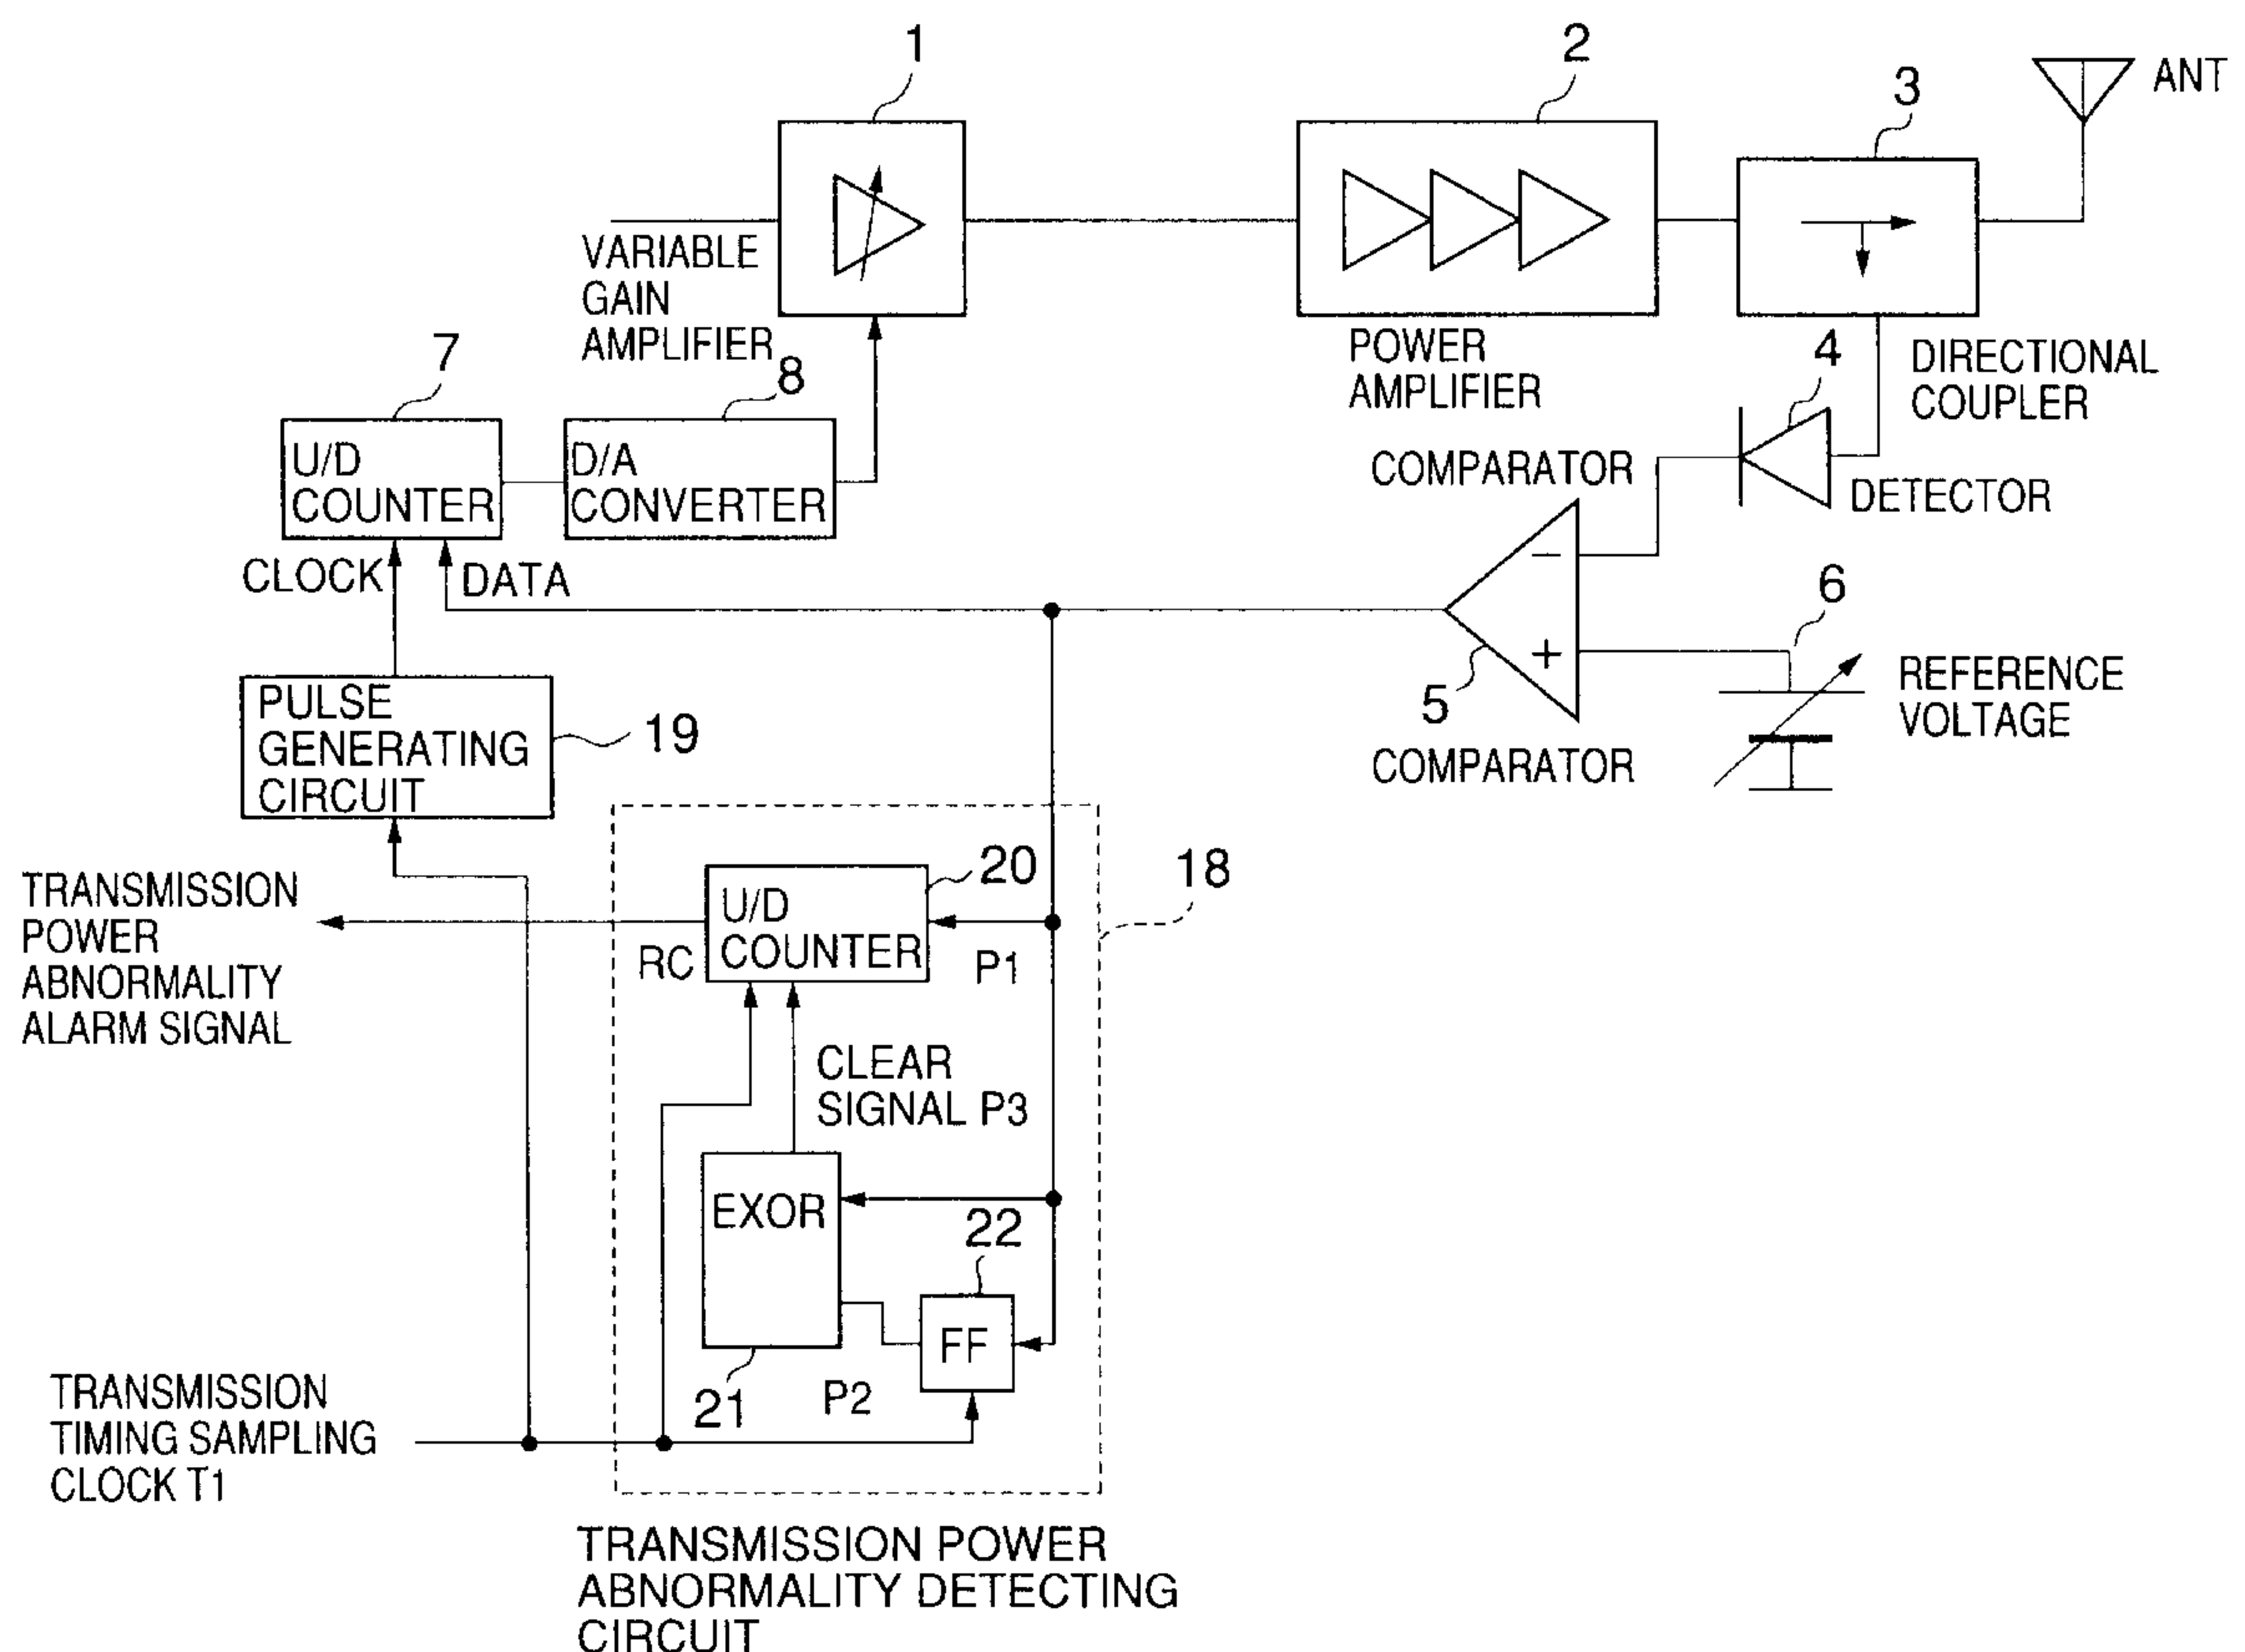 1
2
3
ANT
VARIABLE
GAIN
AMPLIFIER
POWER
AMPLIFIER
DIRECTIONAL
COUPLER
4
7
8
U/D
COUNTER
D/A
CONVERTER
COMPARATOR
DETECTOR
CLOCK
DATA
−
+
6
5
REFERENCE
VOLTAGE
COMPARATOR
PULSE
GENERATING
CIRCUIT
19
20
18
TRANSMISSION
POWER
ABNORMALITY
ALARM SIGNAL
U/D
COUNTER
RC
P1
CLEAR
SIGNAL P3
EXOR
22
FF
21
P2
TRANSMISSION
TIMING SAMPLING
CLOCK T1
TRANSMISSION POWER
ABNORMALITY DETECTING
CIRCUIT